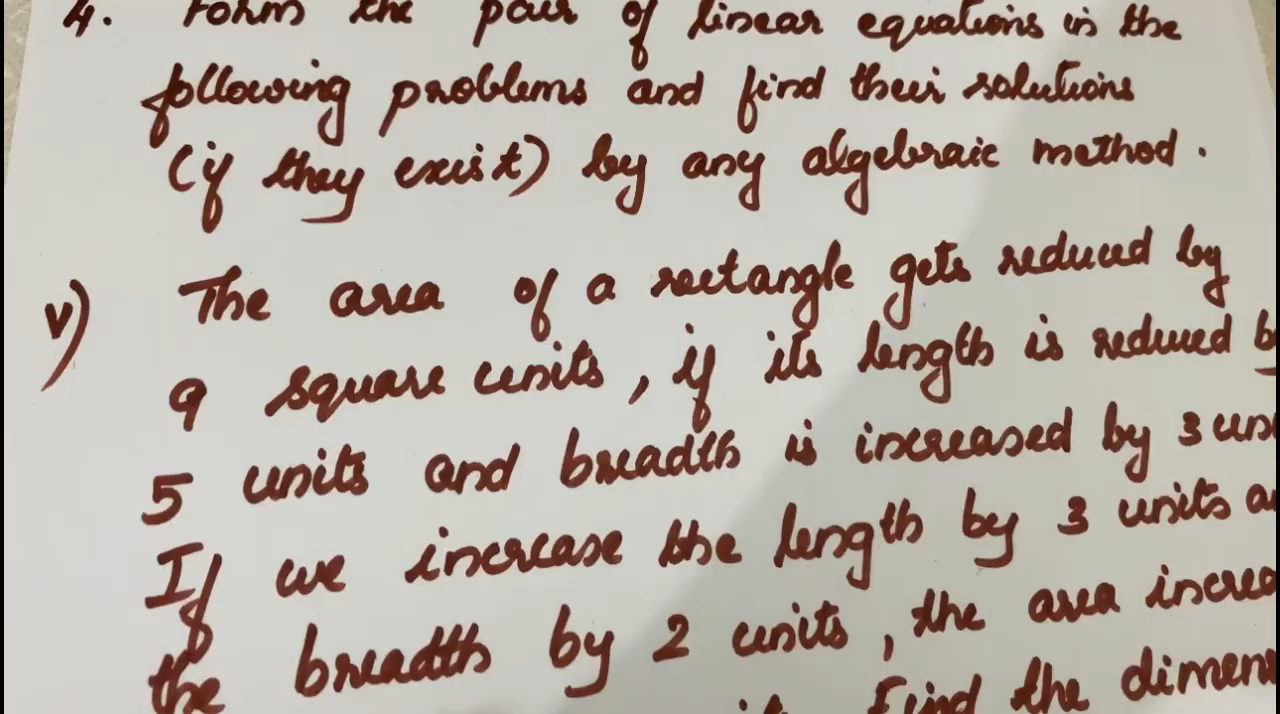 4. Form the pair of linear equations in the
following problems and find their solutions
(if they exist) by any algebraic method.
v) The area of a rectangle gets reduced by
9 square units, if its length is reduced b
5 units and breadth is increased by 3 un
If we increase the length by 3 units a
the breadth by 2 units, the area increa
Find the dimen